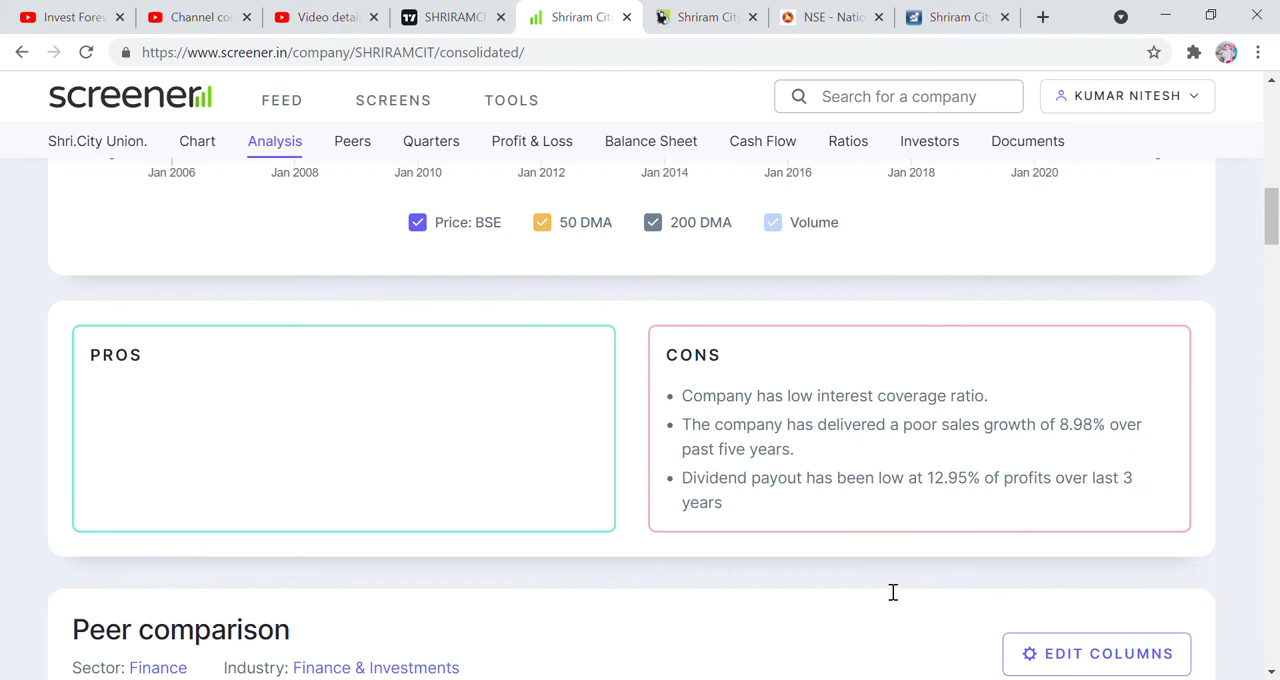 Invest Forev
Channel co
Video detai
SHRIRAMC
Shriram Cit
Shriram Cit
NSE - Natio
Shriram Cit
https://www.screener.in/company/SHRIRAMCIT/consolidated/
screener
FEED
SCREENS
TOOLS
Search for a company
KUMAR NITESH
Shri.City Union.
Chart
Analysis
Peers
Quarters
Profit & Loss
Balance Sheet
Cash Flow
Ratios
Investors
Documents
Jan 2006
Jan 2008
Jan 2010
Jan 2012
Jan 2014
Jan 2016
Jan 2018
Jan 2020
Price: BSE
50 DMA
200 DMA
Volume
PROS
CONS
• Company has low interest coverage ratio.
• The company has delivered a poor sales growth of 8.98% over
past five years.
• Dividend payout has been low at 12.95% of profits over last 3
years
Peer comparison
EDIT COLUMNS
Sector: Finance
Industry: Finance & Investments